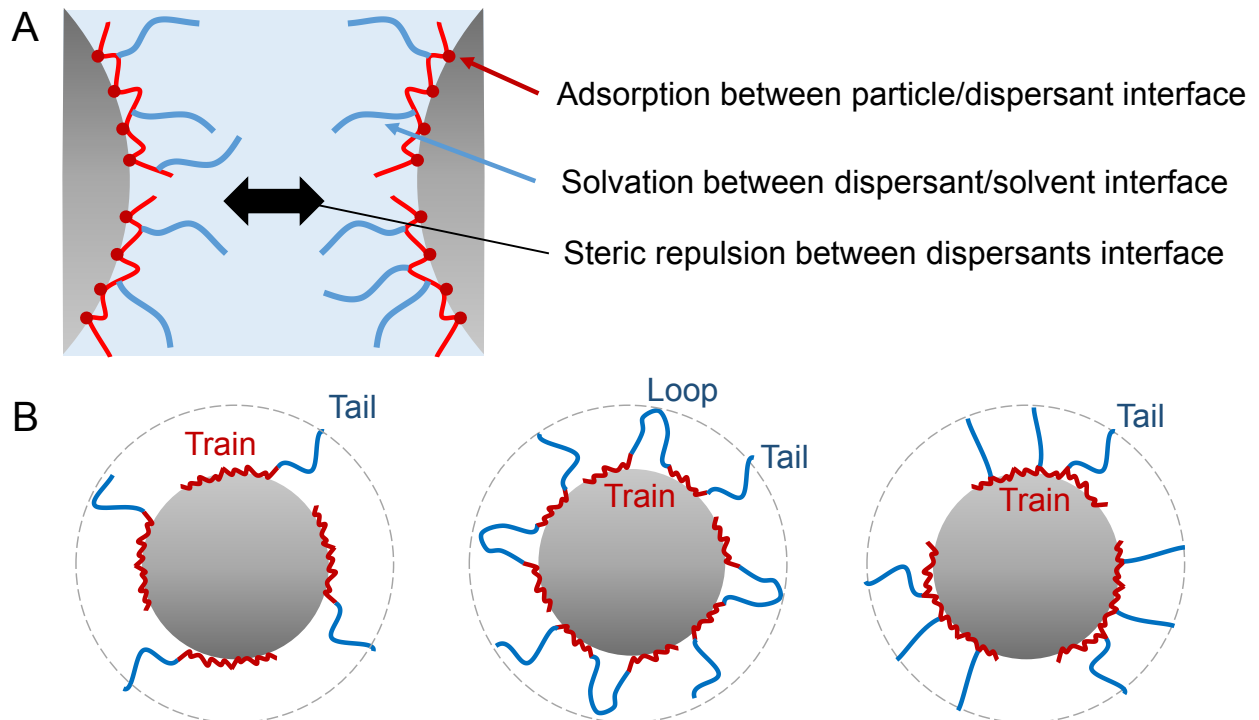 A
Adsorption between particle/dispersant interface
Solvation between dispersant/solvent interface
Steric repulsion between dispersants interface
B
Tail
Train
Loop
Tail
Train
Tail
Train